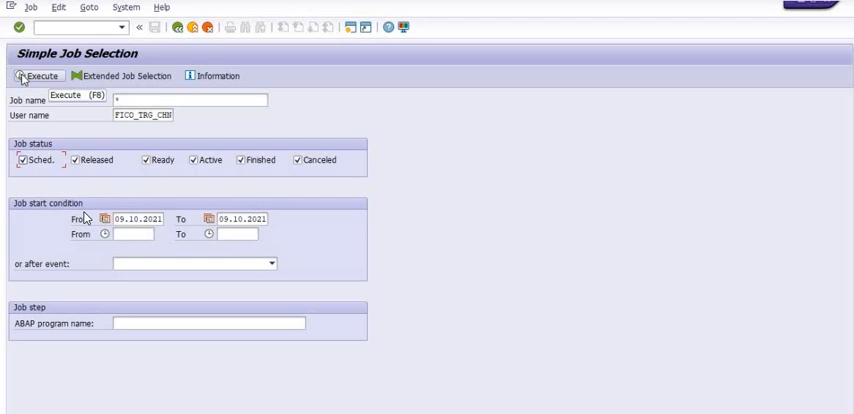 Job Edit Goto System Help
Simple Job Selection
Execute Extended Job Selection Information
Execute (F8)
Job name *
User name FICO_TRG_CHN
Job status
Sched. Released Ready Active Finished Canceled
Job start condition
From 09.10.2021 To 09.10.2021
From To
or after event:
Job step
ABAP program name: